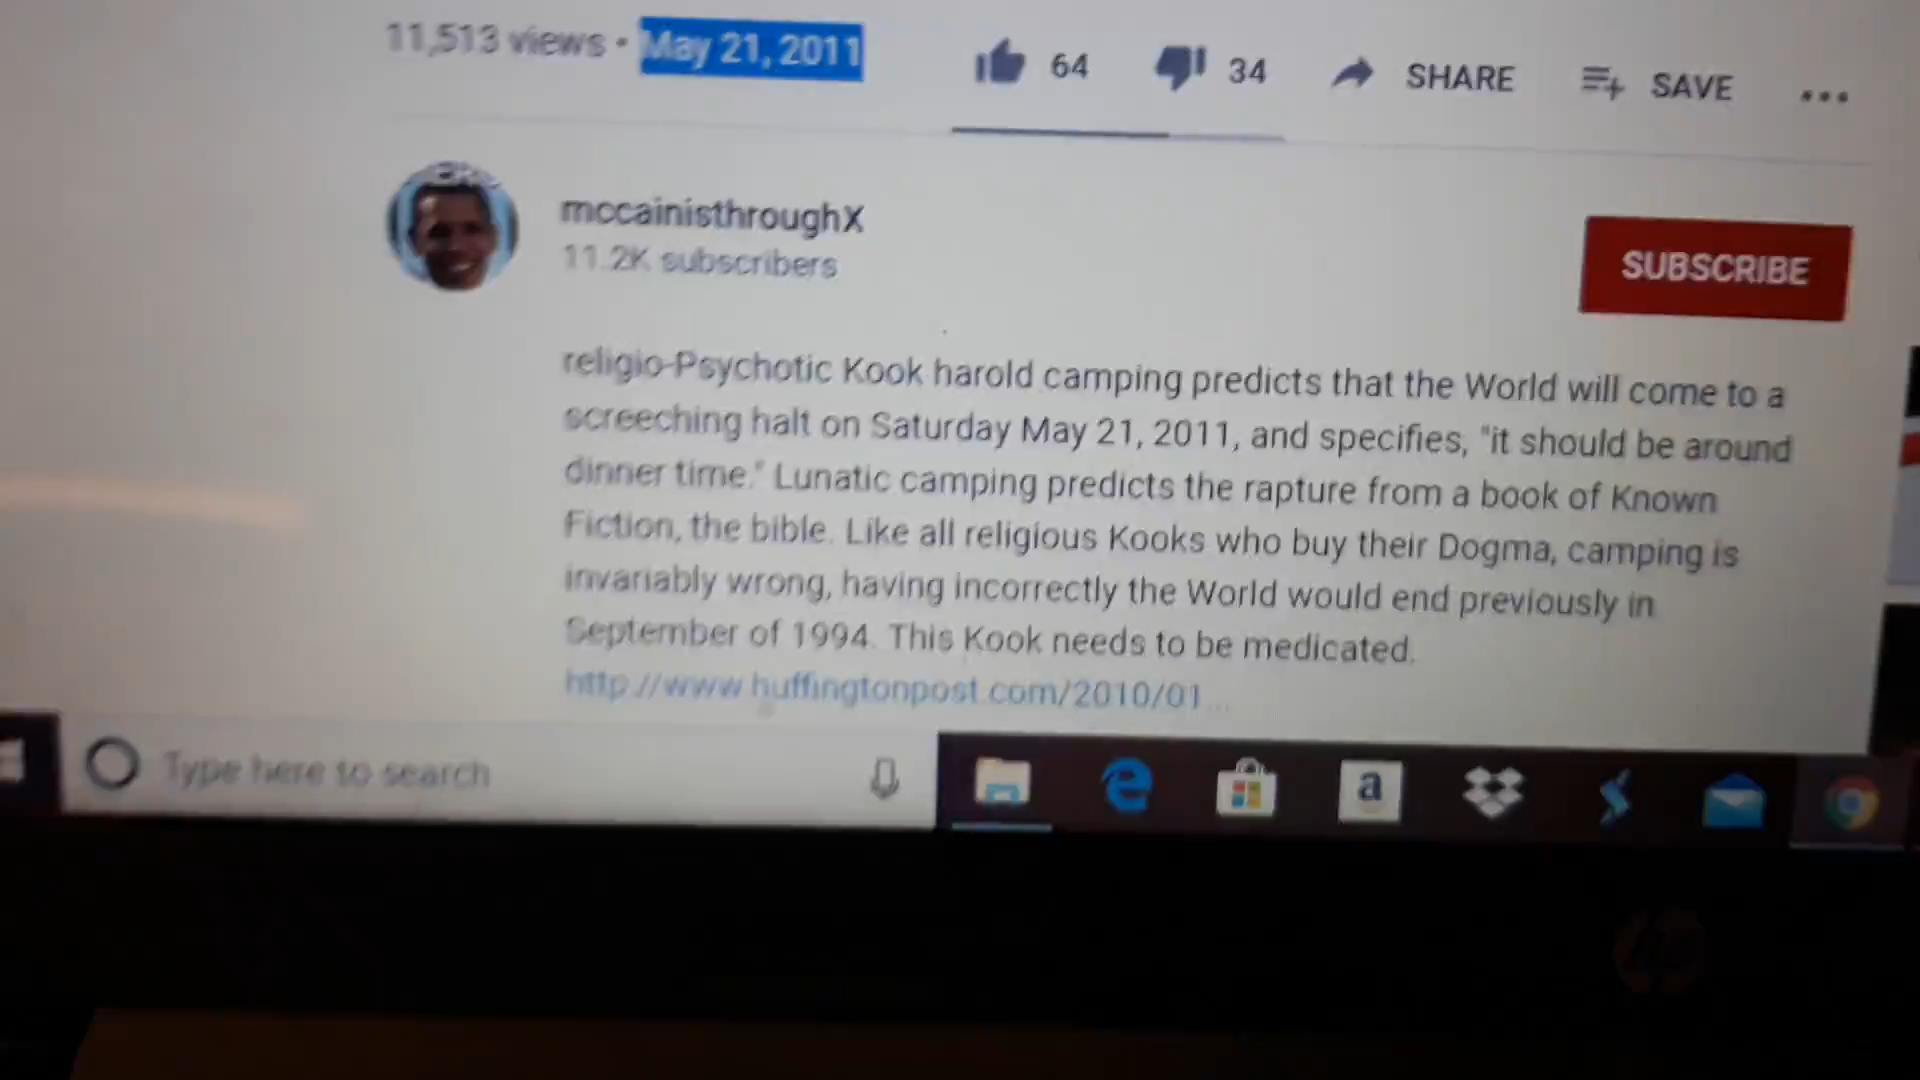 11,513 views • May 21, 2011
64
34
SHARE
SAVE
mccainisthroughX
11.2K subscribers
SUBSCRIBE
religio-Psychotic Kook harold camping predicts that the World will come to a
screeching halt on Saturday May 21, 2011, and specifies, "it should be around
dinner time." Lunatic camping predicts the rapture from a book of Known
Fiction, the bible. Like all religious Kooks who buy their Dogma, camping is
invariably wrong, having incorrectly the World would end previously in
September of 1994. This Kook needs to be medicated.
http://www.huffingtonpost.com/2010/01...
Type here to search
a
hp